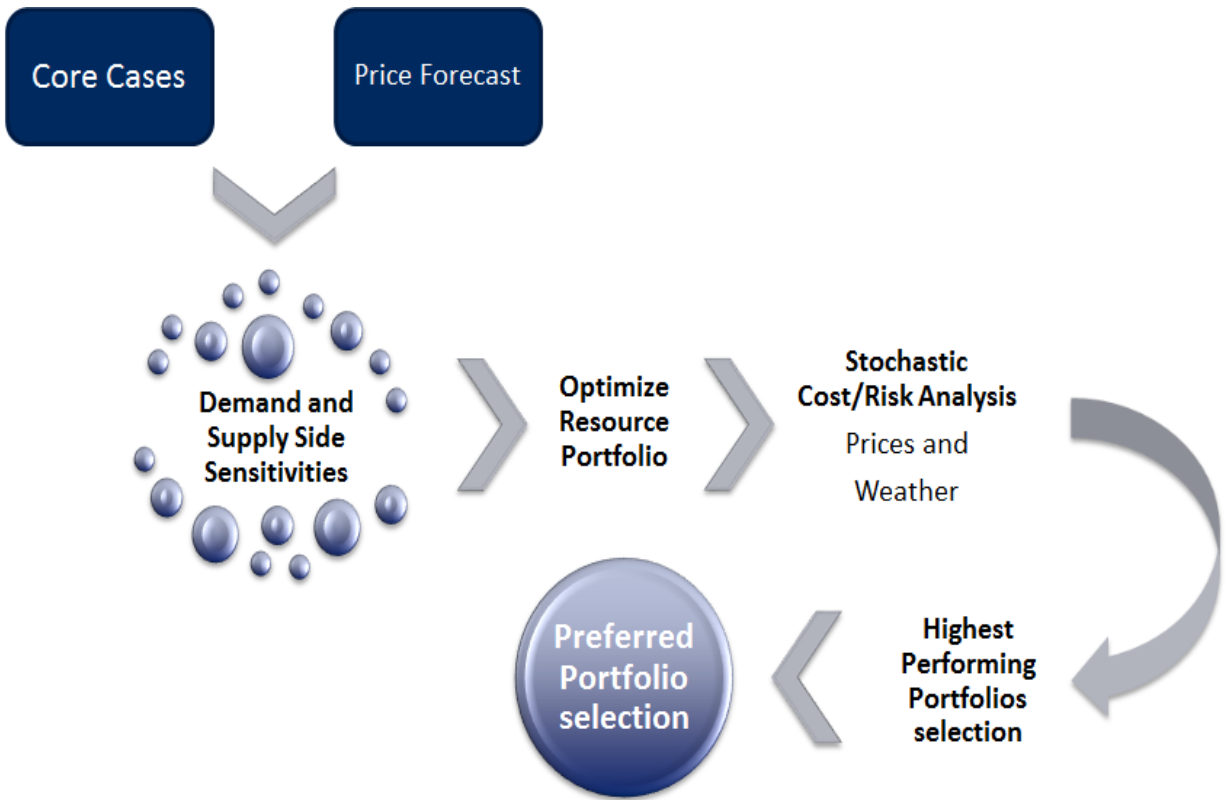 Core Cases
Price Forecast
Demand and
Supply Side
Sensitivities
Optimize
Resource
Portfolio
Stochastic
Cost/Risk Analysis
Prices and
Weather
Highest
Performing
Portfolios
selection
Preferred
Portfolio
selection